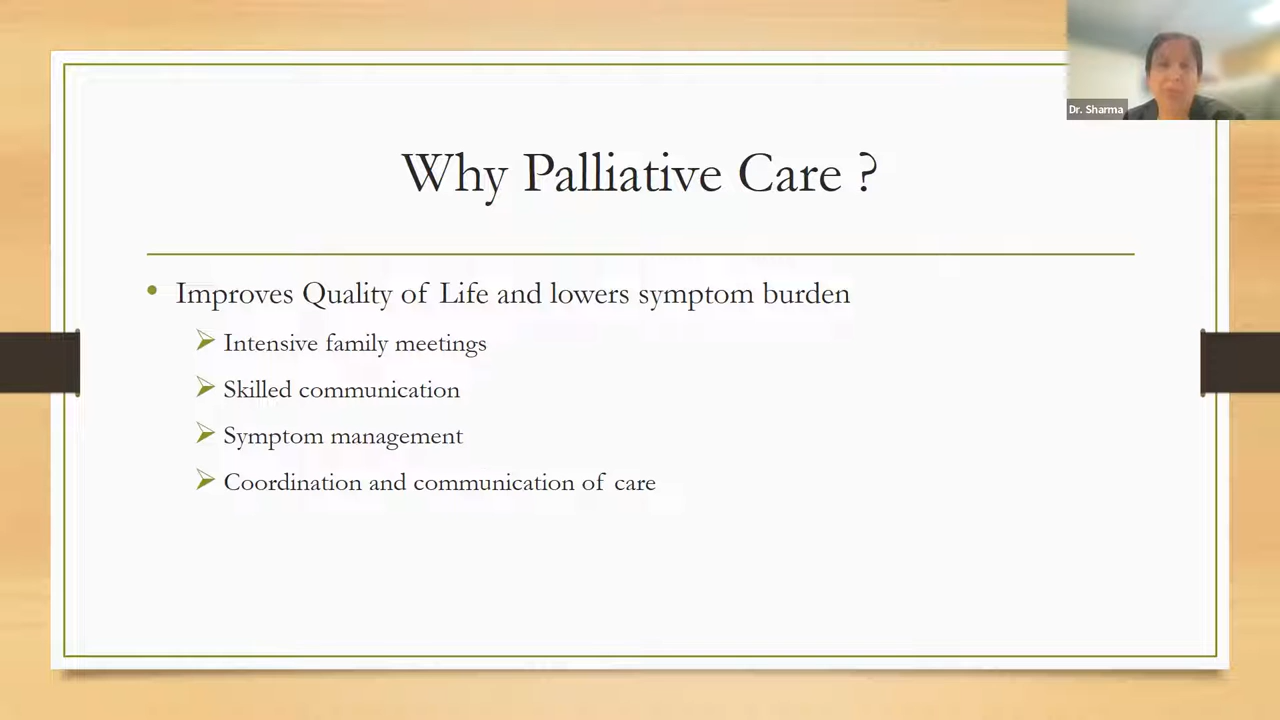 Dr. Sharma
Why Palliative Care ?
• Improves Quality of Life and lowers symptom burden
➢ Intensive family meetings
➢ Skilled communication
➢ Symptom management
➢ Coordination and communication of care